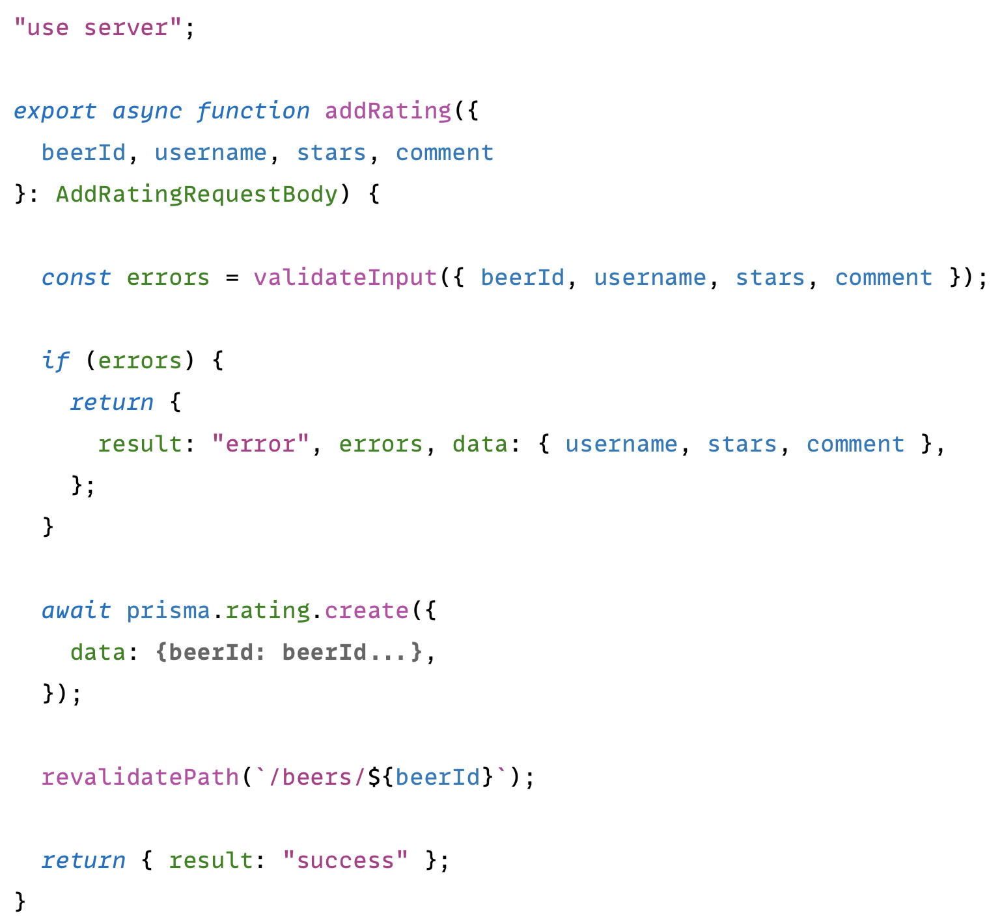 "use server";
export async function addRating({
  beerId, username, stars, comment
}: AddRatingRequestBody) {
  const errors = validateInput({ beerId, username, stars, comment });
  if (errors) {
    return {
      result: "error", errors, data: { username, stars, comment },
    };
  }
  await prisma.rating.create({
    data: {beerId: beerId...},
  });
  revalidatePath(`/beers/${beerId}`);
  return { result: "success" };
}